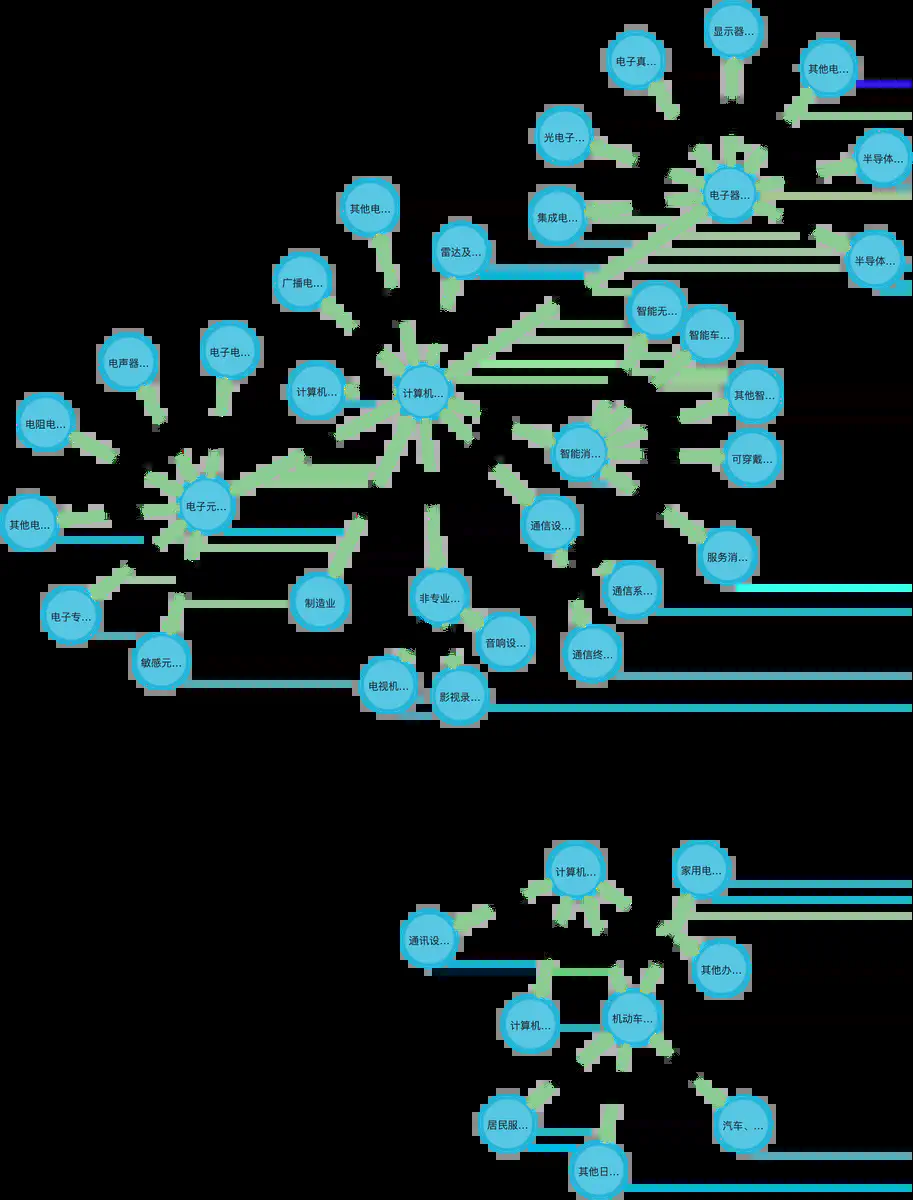 显示器...
电子真...
其他电...
光电子...
半导体...
电子器...
其他电...
集成电...
雷达及...
半导体...
广播电...
智能无...
智能车...
电子电...
电声器...
计算机...
计算机...
其他智...
电阻电...
智能消...
可穿戴...
电子元...
其他电...
通信设...
服务消...
通信系...
非专业...
制造业
电子专...
音响设...
通信终...
敏感元...
电视机...
影视录...
计算机...
家用电...
通讯设...
其他办...
机动车...
计算机...
居民服...
汽车、...
其他日...